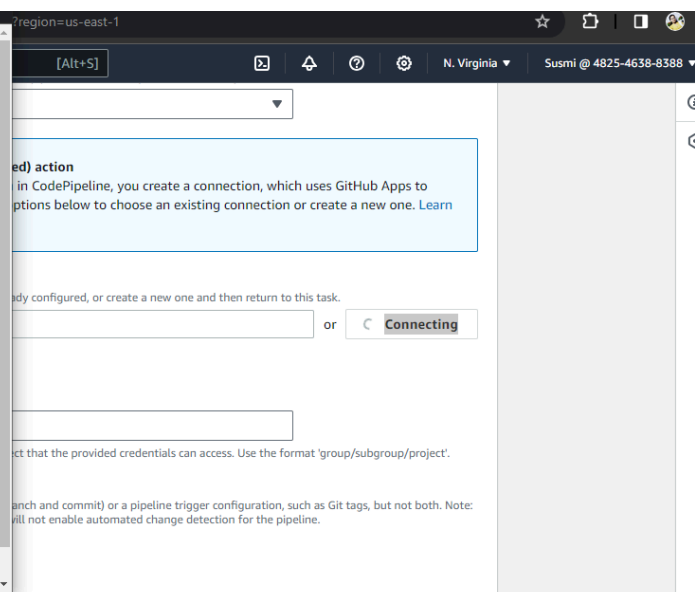 ?region=us-east-1
[Alt+S]
N. Virginia
Susmi @ 4825-4638-8388
ed) action
in CodePipeline, you create a connection, which uses GitHub Apps to
ptions below to choose an existing connection or create a new one. Learn
ady configured, or create a new one and then return to this task.
or
Connecting
ect that the provided credentials can access. Use the format 'group/subgroup/project'.
anch and commit) or a pipeline trigger configuration, such as Git tags, but not both. Note:
will not enable automated change detection for the pipeline.